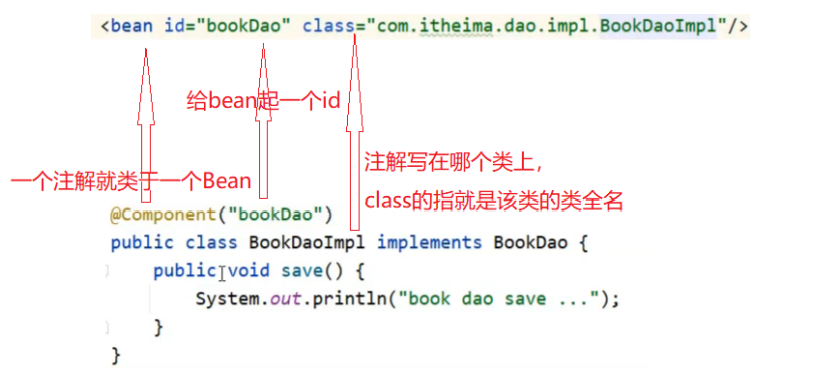 <bean id="bookDao" class="com.itheima.dao.impl.BookDaoImpl"/>
给bean起一个id
注解写在哪个类上，
一个注解就类于一个Bean
class的指就是该类的类全名
@Component("bookDao")
public class BookDaoImpl implements BookDao {
public void save() {
System.out.println("book dao save ...");
}
}